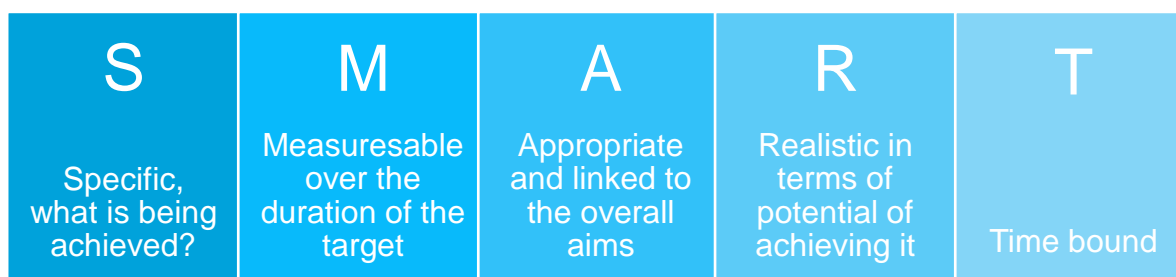 S
Specific,
what is being
achieved?
M
Measuresable
over the
duration of the
target
A
Appropriate
and linked to
the overall
aims
R
Realistic in
terms of
potential of
achieving it
T
Time bound